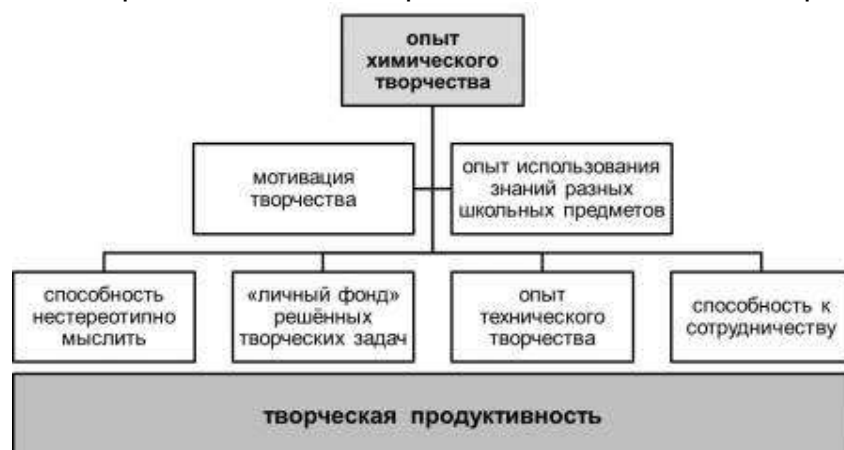 опыт
химического
творчества
мотивация
творчества
опыт использования
знаний разных
школьных предметов
способность
нестереотипно
мыслить
«личный фонд»
решённых
творческих задач
опыт
технического
творчества
способность к
сотрудничеству
творческая продуктивность